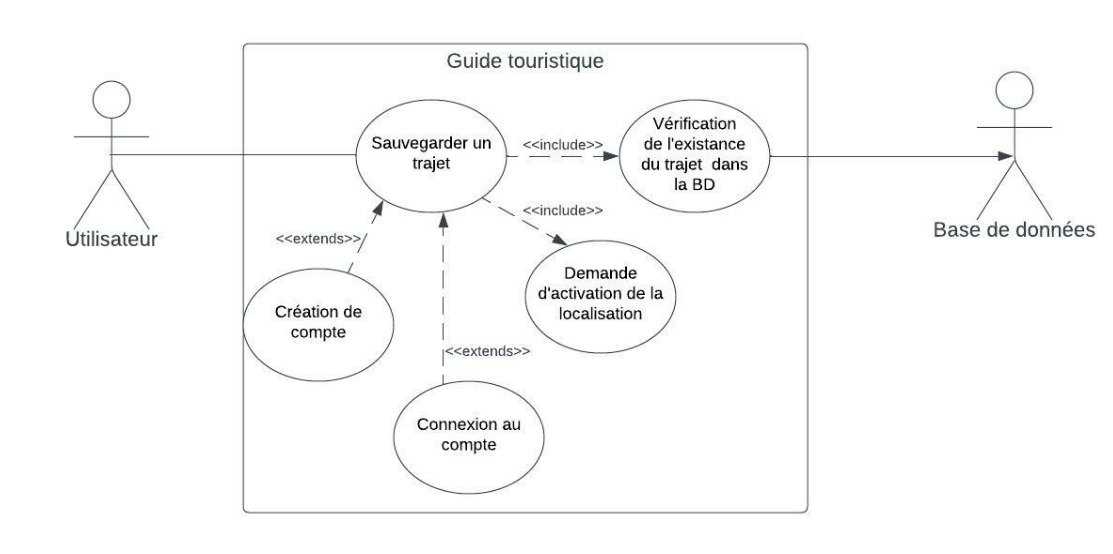 Guide touristique
Sauvegarder un
trajet
<<include>>
Vérification
de l'existance
du trajet dans
la BD
<<include>>
Utilisateur
Base de données
<<extends>>
Demande
d'activation de la
localisation
Création de
compte
<<extends>>
Connexion au
compte